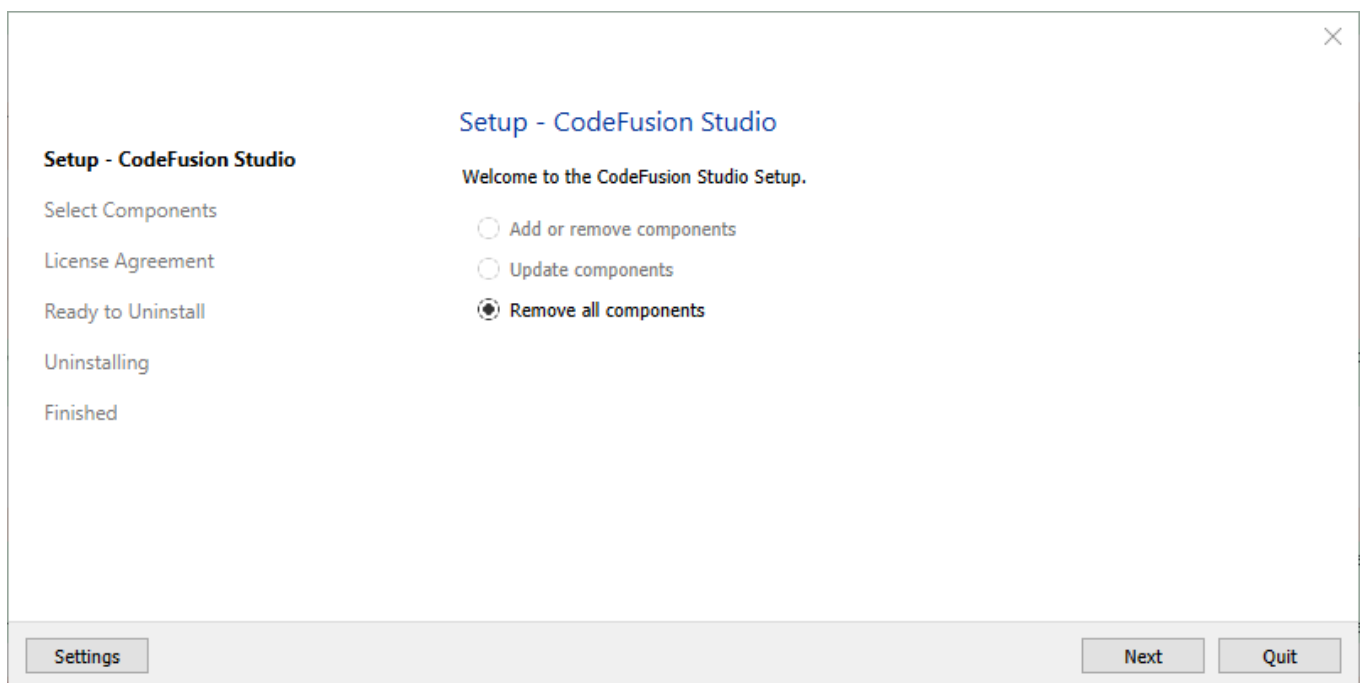 Setup - CodeFusion Studio
Select Components
License Agreement
Ready to Uninstall
Uninstalling
Finished
Setup - CodeFusion Studio
Welcome to the CodeFusion Studio Setup.
Add or remove components
Update components
Remove all components
Settings
Next
Quit